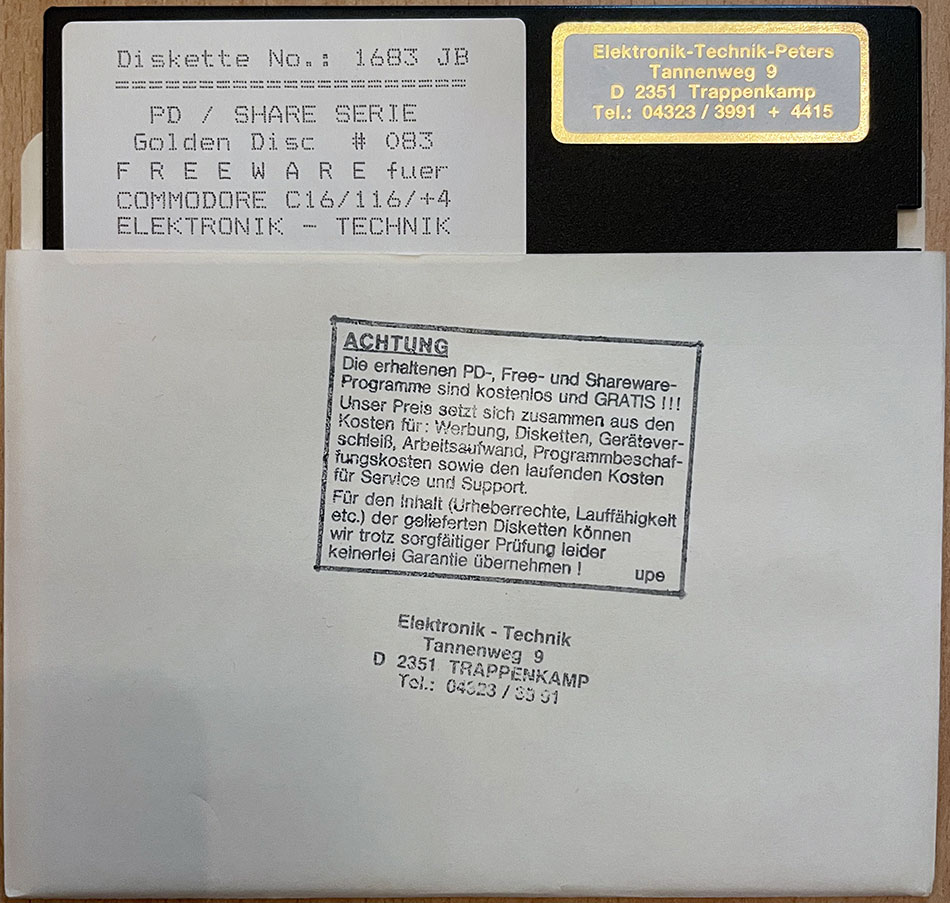 Diskette No.: 1683 JB
=========================================
PD / SHARE SERIE
Golden Disc # 083
F R E E W A R E fuer
COMMODORE C16/116/+4
ELEKTRONIK - TECHNIK
Elektronik-Technik-Peters
Tannenweg 9
D 2351 Trappenkamp
Tel.: 04323 / 3991 + 4415
ACHTUNG
Die erhaltenen PD-, Free- und Shareware-
Programme sind kostenlos und GRATIS !!!
Unser Preis setzt sich zusammen aus den
Kosten für: Werbung, Disketten, Gerätever-
schleiß, Arbeitsaufwand, Programmbeschaf-
fungskosten sowie den laufenden Kosten
für Service und Support.
Für den Inhalt (Urheberrechte, Lauffähigkeit
etc.) der gelieferten Disketten können
wir trotz sorgfältiger Prüfung leider
keinerlei Garantie übernehmen !
upe
Elektronik - Technik
Tannenweg 9
D 2351 TRAPPENKAMP
Tel.: 04323 / 39 91